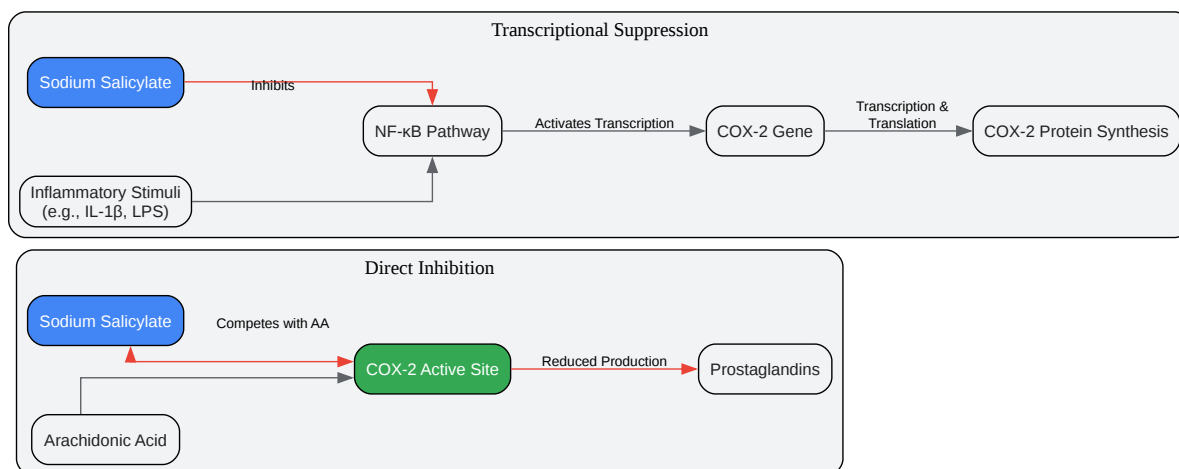 Transcriptional Suppression
Sodium Salicylate
Inhibits
NF-κB Pathway
Activates Transcription
COX-2 Gene
Transcription &
Translation
COX-2 Protein Synthesis
Inflammatory Stimuli
(e.g., IL-1β, LPS)
Direct Inhibition
Sodium Salicylate
Competes with AA
COX-2 Active Site
Reduced Production
Prostaglandins
Arachidonic Acid